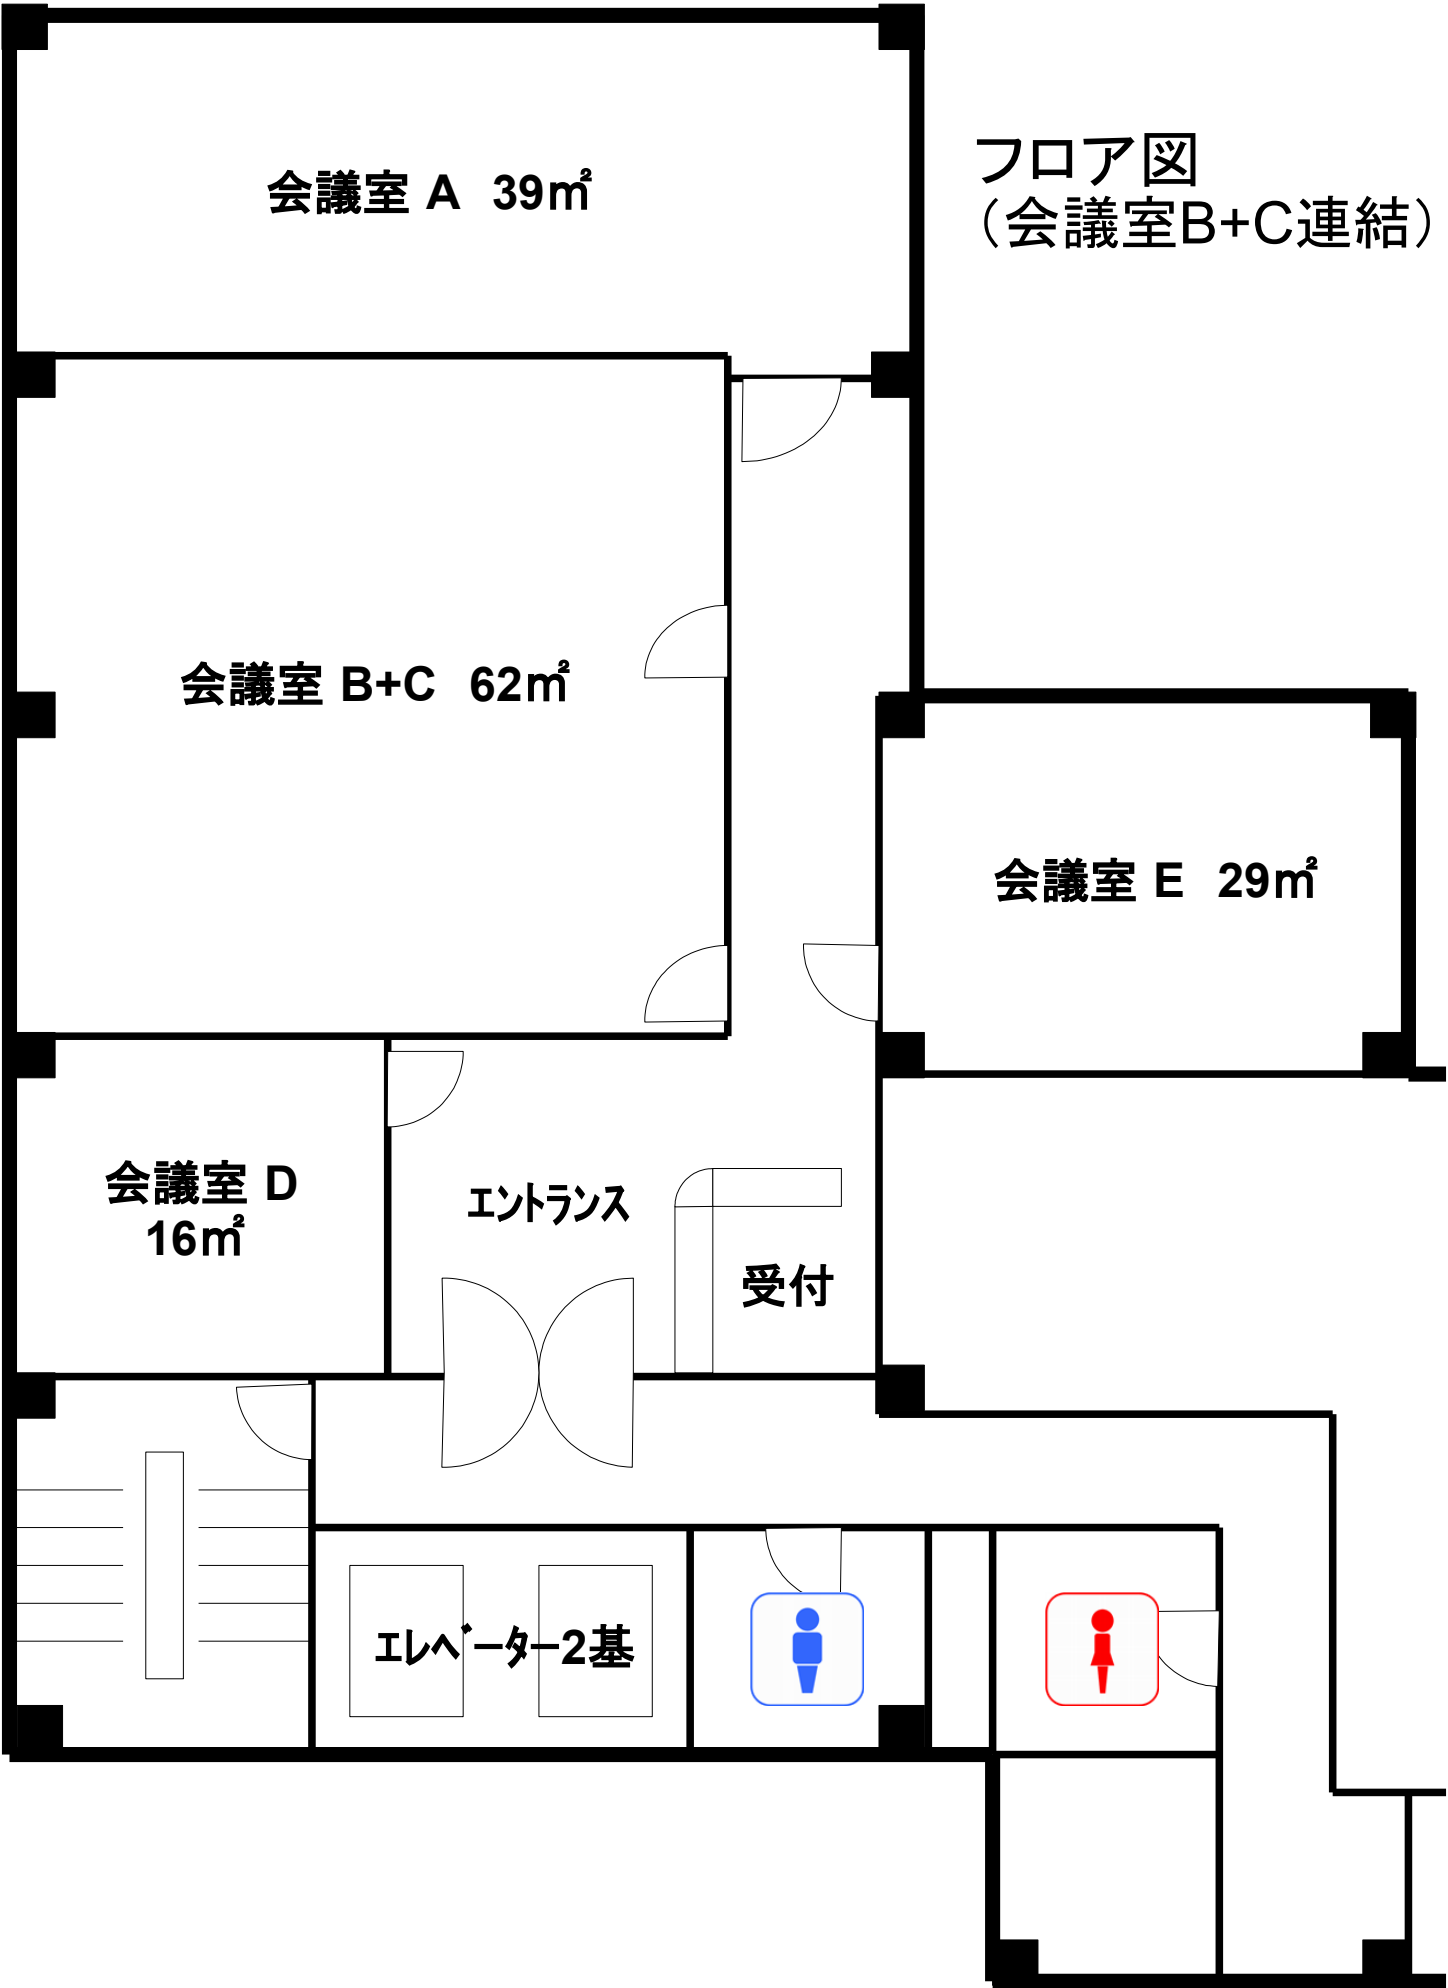 フロア図
（会議室B+C連結）
会議室 A 39㎡
会議室 B+C 62㎡
会議室 E 29㎡
会議室 D
16㎡
エントランス
受付
エレベーター2基